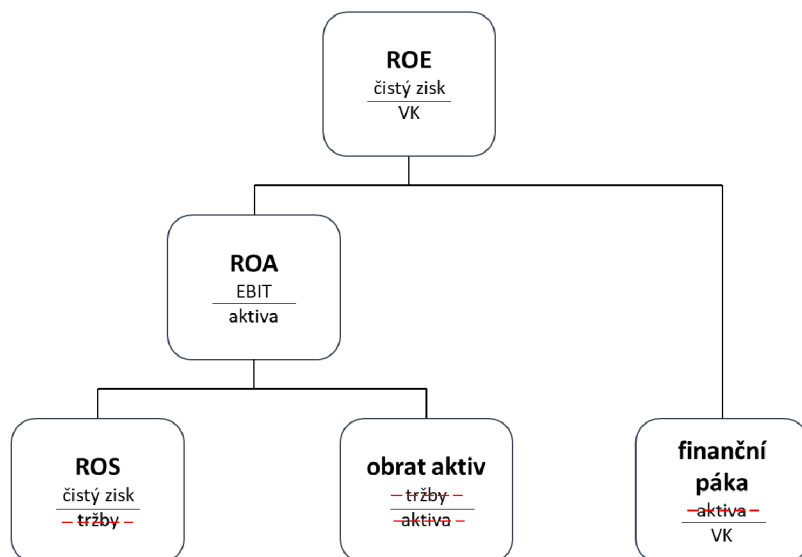 ROE
čistý zisk
VK
ROA
EBIT
aktiva
ROS
čistý zisk
tržby
obrat aktiv
tržby
aktiva
finanční
páka
aktiva
VK